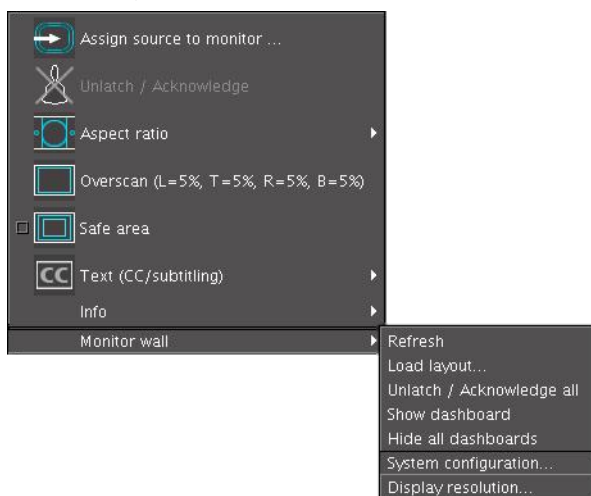 Assign source to monitor ...
Unlatch / Acknowledge
Aspect ratio
Overscan (L=5%, T=5%, R=5%, B=5%)
Safe area
CC Text (CC/subtitling)
Info
Monitor wall
Refresh
Load layout...
Unlatch / Acknowledge all
Show dashboard
Hide all dashboards
System configuration...
Display resolution...